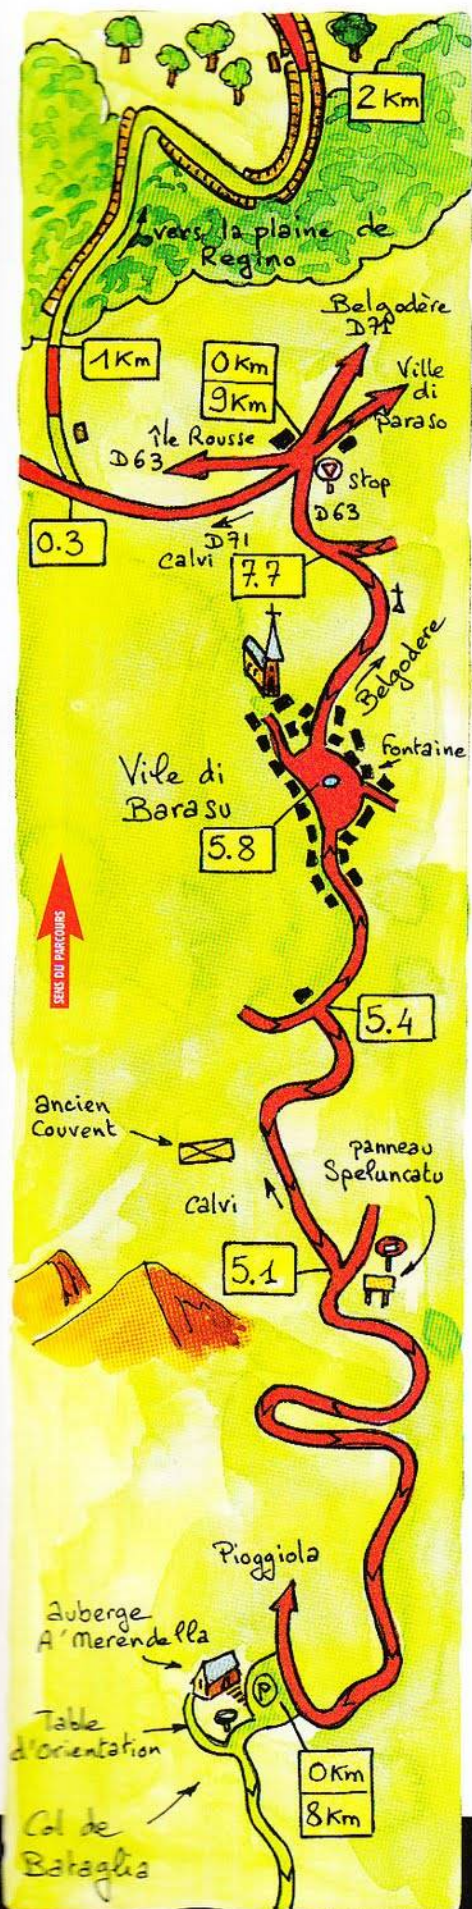 2 Km
vers la plaine de
Regino
Belgodère
D71
1 Km
0 Km
9 Km
Ville
di
Paraso
Île Rousse
D63
Stop
D63
0.3
D71
Calvi
7.7
Belgodère
Fontaine
Vile di
Barasu
5.8
SENS DU PARCOURS
5.4
ancien
Couvent
panneau
Speluncatu
Calvi
5.1
Pioggiola
auberge
A'Merendella
P
Table
d'Orientation
0 Km
8 Km
Col de
Bataglia